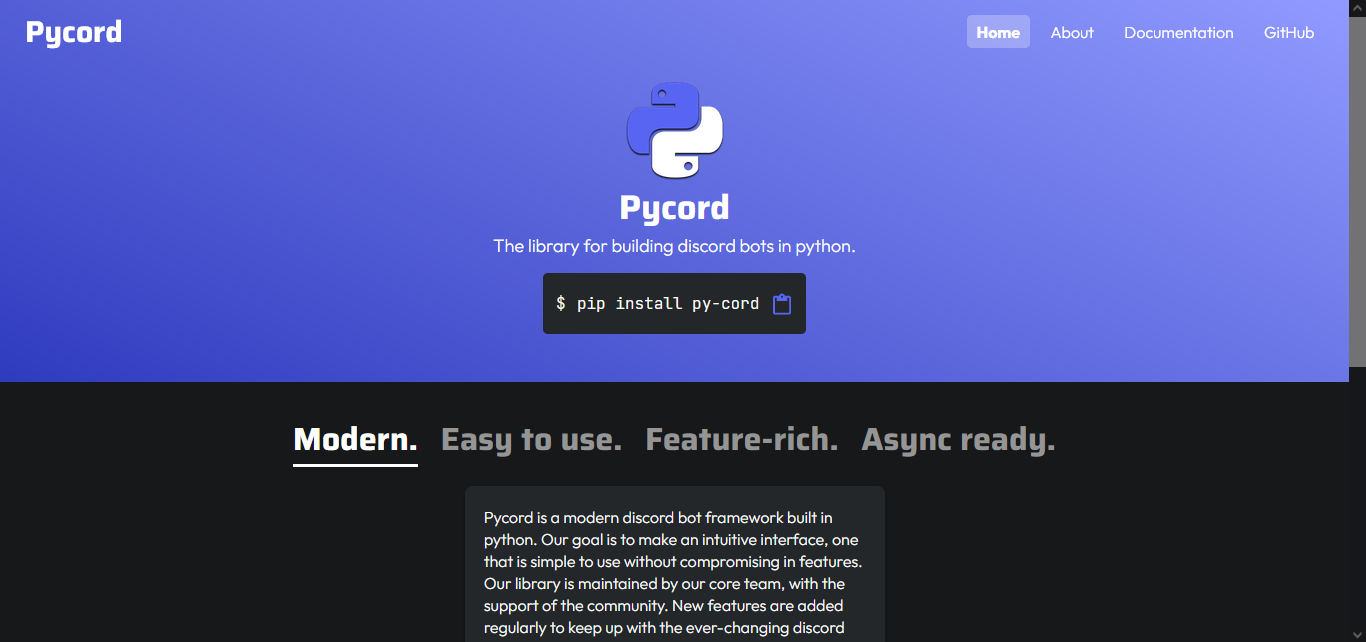 Pycord
Home About Documentation GitHub
Pycord
The library for building discord bots in python.
$ pip install py-cord
Modern. Easy to use. Feature-rich. Async ready.
Pycord is a modern discord bot framework built in
python. Our goal is to make an intuitive interface, one
that is simple to use without compromising in features.
Our library is maintained by our core team, with the
support of the community. New features are added
regularly to keep up with the ever-changing discord